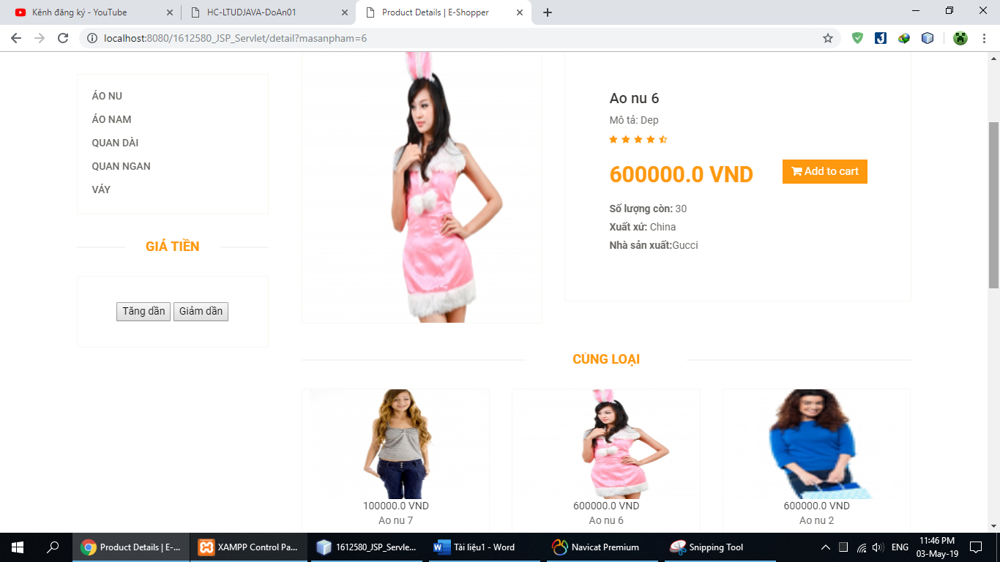 Kênh đăng ký - YouTube
HC-LTUDJAVA-DoAn01
Product Details | E-Shopper
localhost:8080/1612580_JSP_Servlet/detail?masanpham=6
ÁO NU
ÁO NAM
QUAN DÀI
QUAN NGAN
VÁY
GIÁ TIỀN
Tăng dần Giảm dần
Ao nu 6
Mô tả: Dep
600000.0 VND
Add to cart
Số lượng còn: 30
Xuất xứ: China
Nhà sản xuất:Gucci
CÙNG LOẠI
100000.0 VND
Ao nu 7
600000.0 VND
Ao nu 6
600000.0 VND
Ao nu 2
Product Details | E-...
XAMPP Control Pa...
1612580_JSP_Servle...
Tài liệu1 - Word
Navicat Premium
Snipping Tool
ENG
11:46 PM
03-May-19